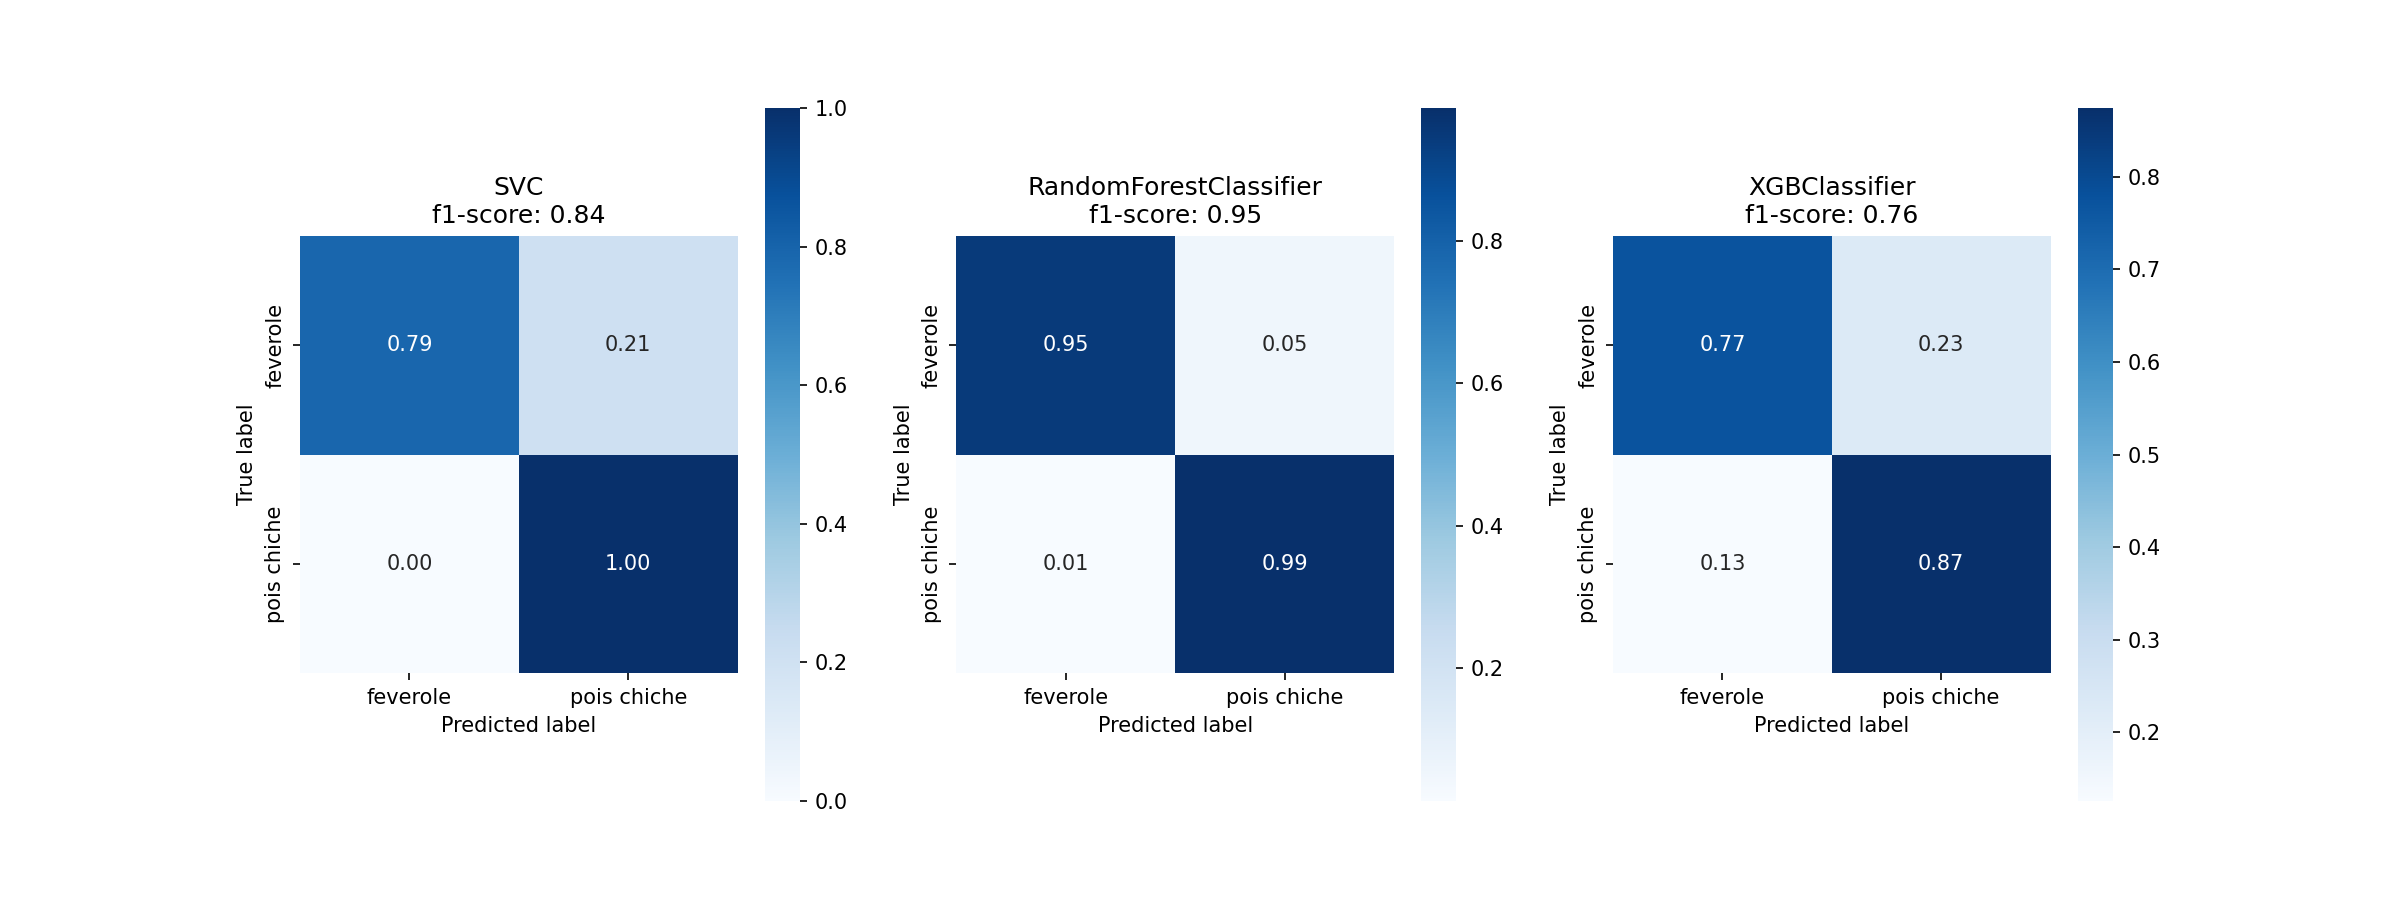 SVC
f1-score: 0.84
True label
feverole
pois chiche
0.79
0.21
0.00
1.00
feverole
pois chiche
Predicted label
1.0
0.8
0.6
0.4
0.2
0.0
RandomForestClassifier
f1-score: 0.95
True label
feverole
pois chiche
0.95
0.05
0.01
0.99
feverole
pois chiche
Predicted label
0.8
0.6
0.4
0.2
XGBClassifier
f1-score: 0.76
True label
feverole
pois chiche
0.77
0.23
0.13
0.87
feverole
pois chiche
Predicted label
0.8
0.7
0.6
0.5
0.4
0.3
0.2